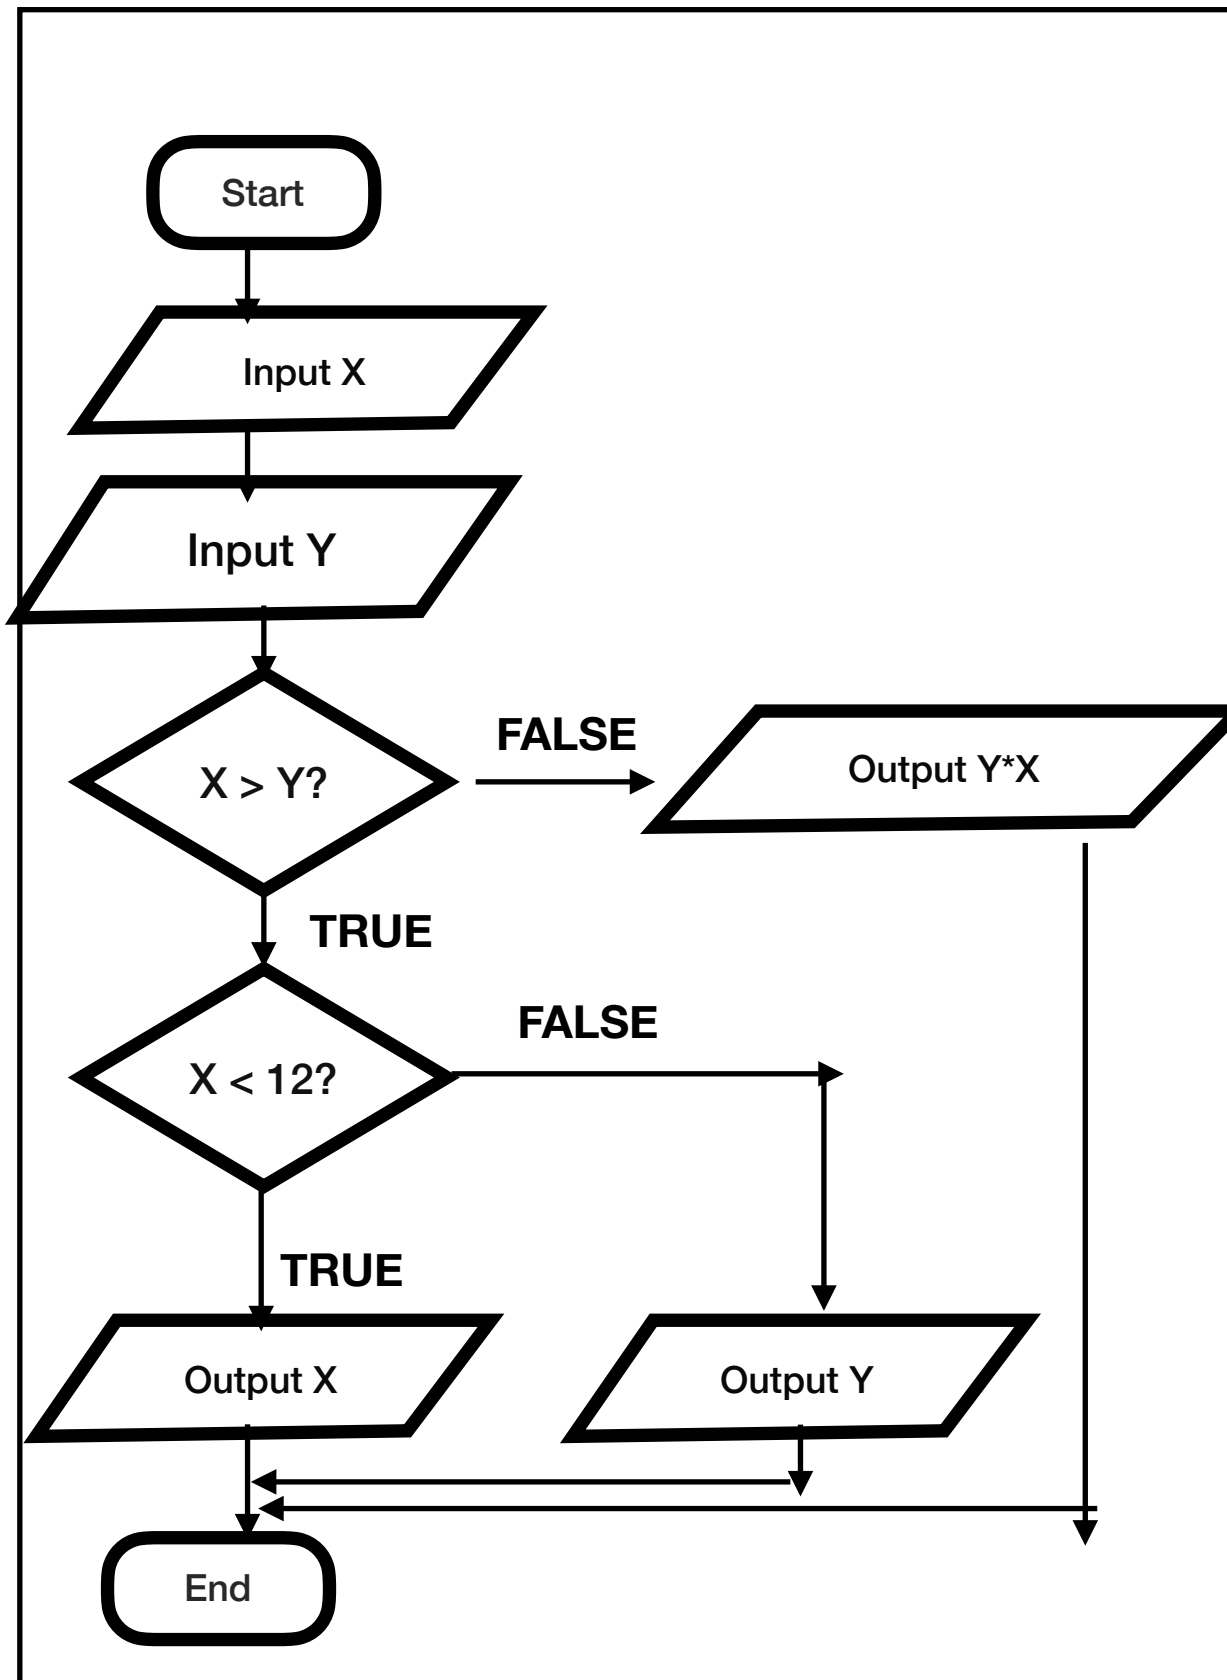 Start
Input X
Input Y
X > Y?
FALSE
Output Y*X
TRUE
X < 12?
FALSE
TRUE
Output X
Output Y
End